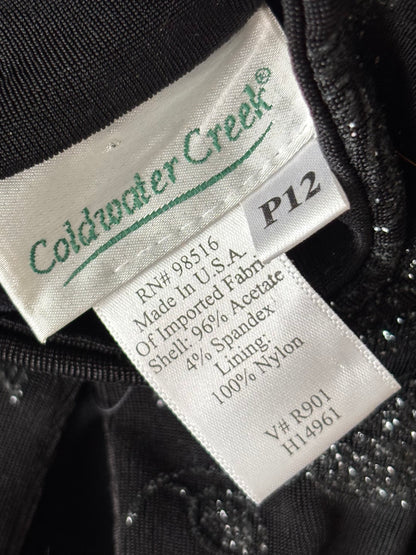 Coldwater Creek®
P12
RN# 98516
Made In U.S.A.
Of Imported Fabric
Shell: 96% Acetate
4% Spandex
Lining:
100% Nylon
V# R901
H14961